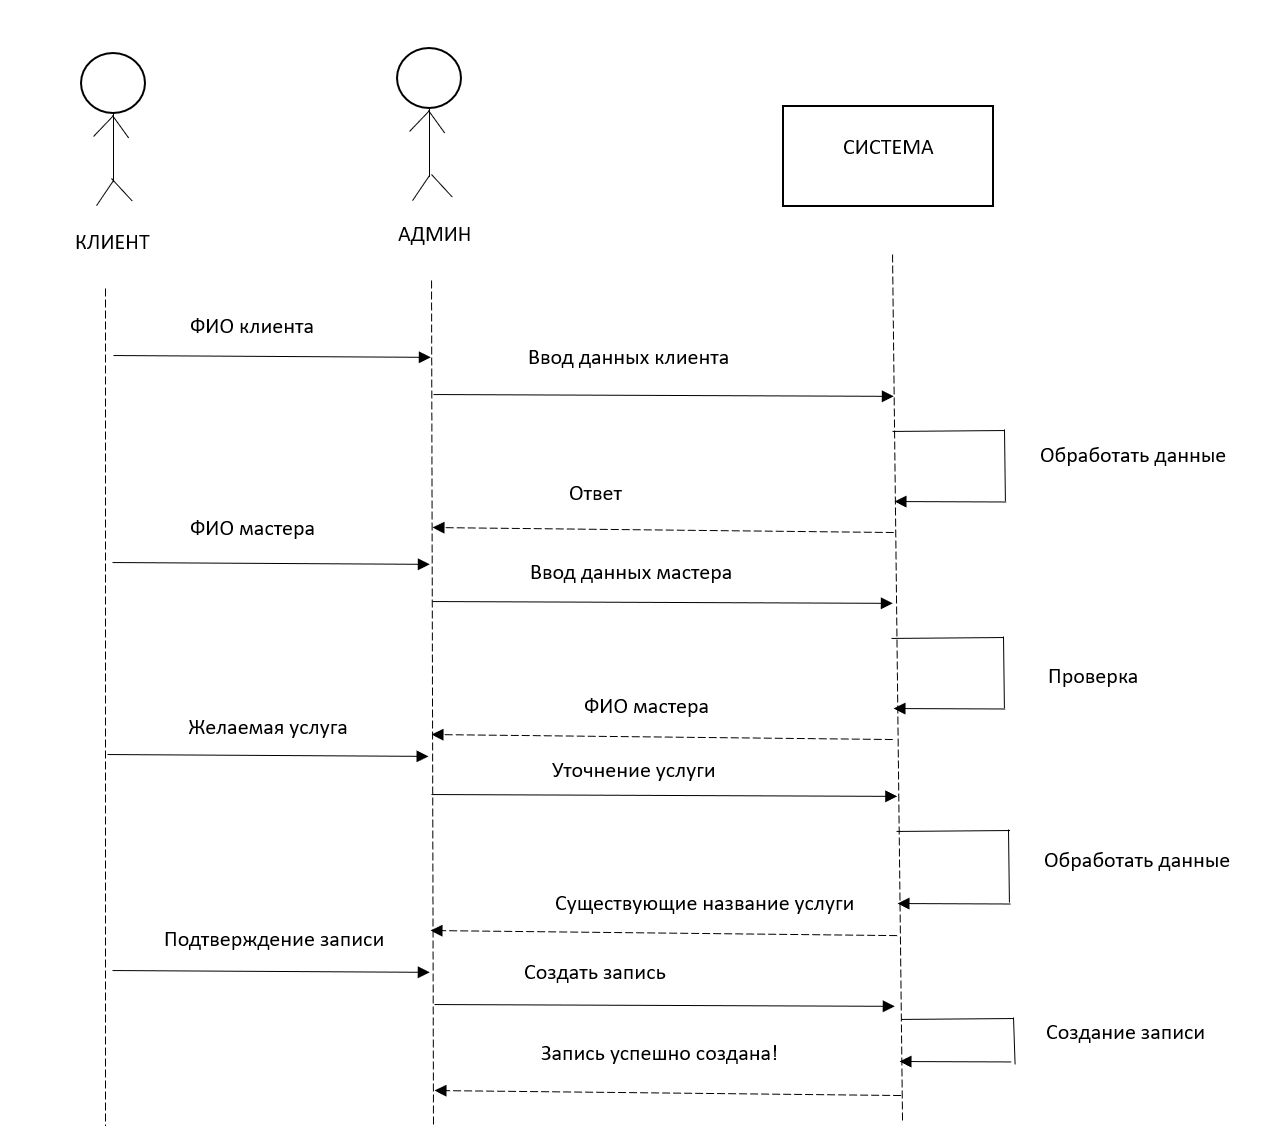 КЛИЕНТ
АДМИН
СИСТЕМА
ФИО клиента
Ввод данных клиента
Обработать данные
Ответ
ФИО мастера
Ввод данных мастера
Проверка
ФИО мастера
Желаемая услуга
Уточнение услуги
Обработать данные
Существующие название услуги
Подтверждение записи
Создать запись
Создание записи
Запись успешно создана!